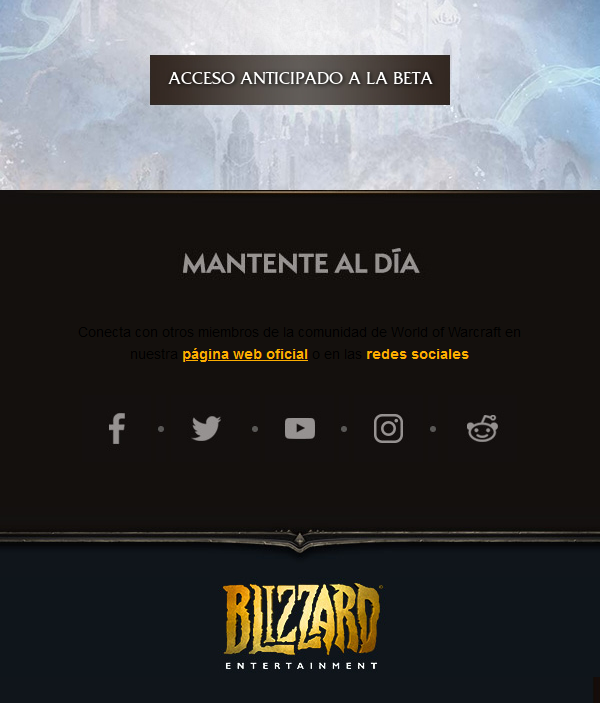 ACCESO ANTICIPADO A LA BETA
MANTENTE AL DÍA
Conecta con otros miembros de la comunidad de World of Warcraft en
nuestra página web oficial o en las redes sociales
BLIZZARD
ENTERTAINMENT